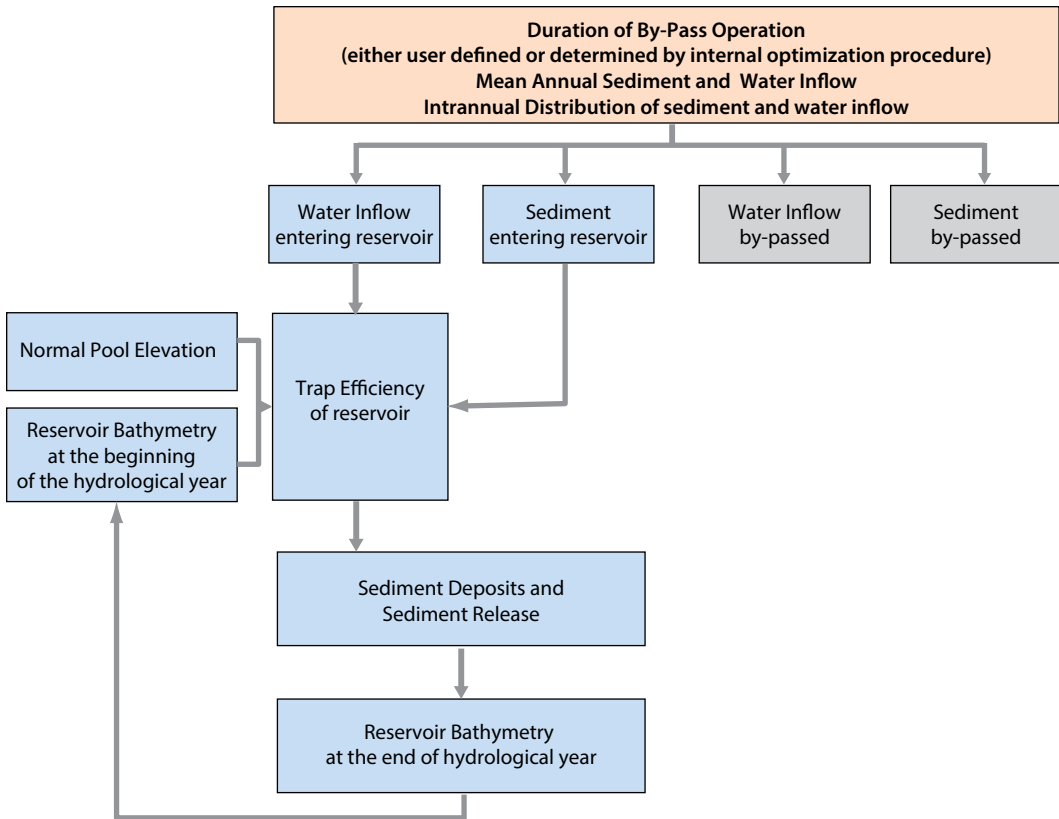 Duration of By-Pass Operation
(either user defined or determined by internal optimization procedure)
Mean Annual Sediment and Water Inflow
Intrannual Distribution of sediment and water inflow
Water Inflow
entering reservoir
Sediment
entering reservoir
Water Inflow
by-passed
Sediment
by-passed
Normal Pool Elevation
Trap Efficiency
of reservoir
Reservoir Bathymetry
at the beginning
of the hydrological year
Sediment Deposits and
Sediment Release
Reservoir Bathymetry
at the end of hydrological year